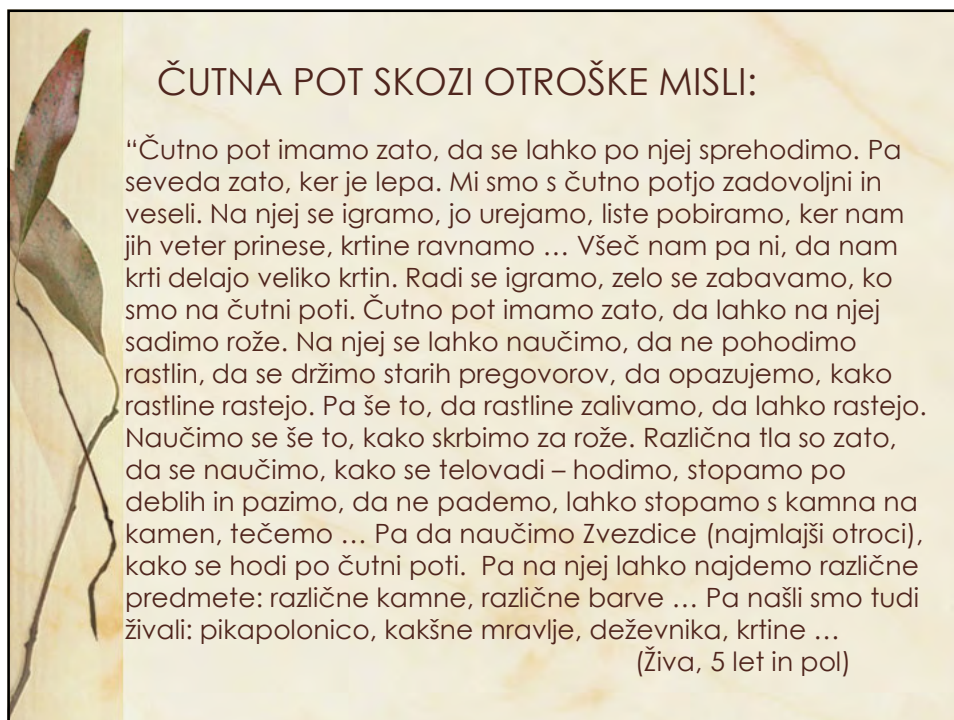 ČUTNA POT SKOZI OTROŠKE MISLI:
“Čutno pot imamo zato, da se lahko po njej sprehodimo. Pa
seveda zato, ker je lepa. Mi smo s čutno potjo zadovoljni in
veseli. Na njej se igramo, jo urejamo, liste pobiramo, ker nam
jih veter prinese, krtine ravnamo … Všeč nam pa ni, da nam
krti delajo veliko krtin. Radi se igramo, zelo se zabavamo, ko
smo na čutni poti. Čutno pot imamo zato, da lahko na njej
sadimo rože. Na njej se lahko naučimo, da ne pohodimo
rastlin, da se držimo starih pregovorov, da opazujemo, kako
rastline rastejo. Pa še to, da rastline zalivamo, da lahko rastejo.
Naučimo se še to, kako skrbimo za rože. Različna tla so zato,
da se naučimo, kako se telovadi – hodimo, stopamo po
deblih in pazimo, da ne pademo, lahko stopamo s kamna na
kamen, tečemo … Pa da naučimo Zvezdice (najmlajši otroci),
kako se hodi po čutni poti. Pa na njej lahko najdemo različne
predmete: različne kamne, različne barve … Pa našli smo tudi
živali: pikapolonico, kakšne mravlje, deževnika, krtine …
(Živa, 5 let in pol)